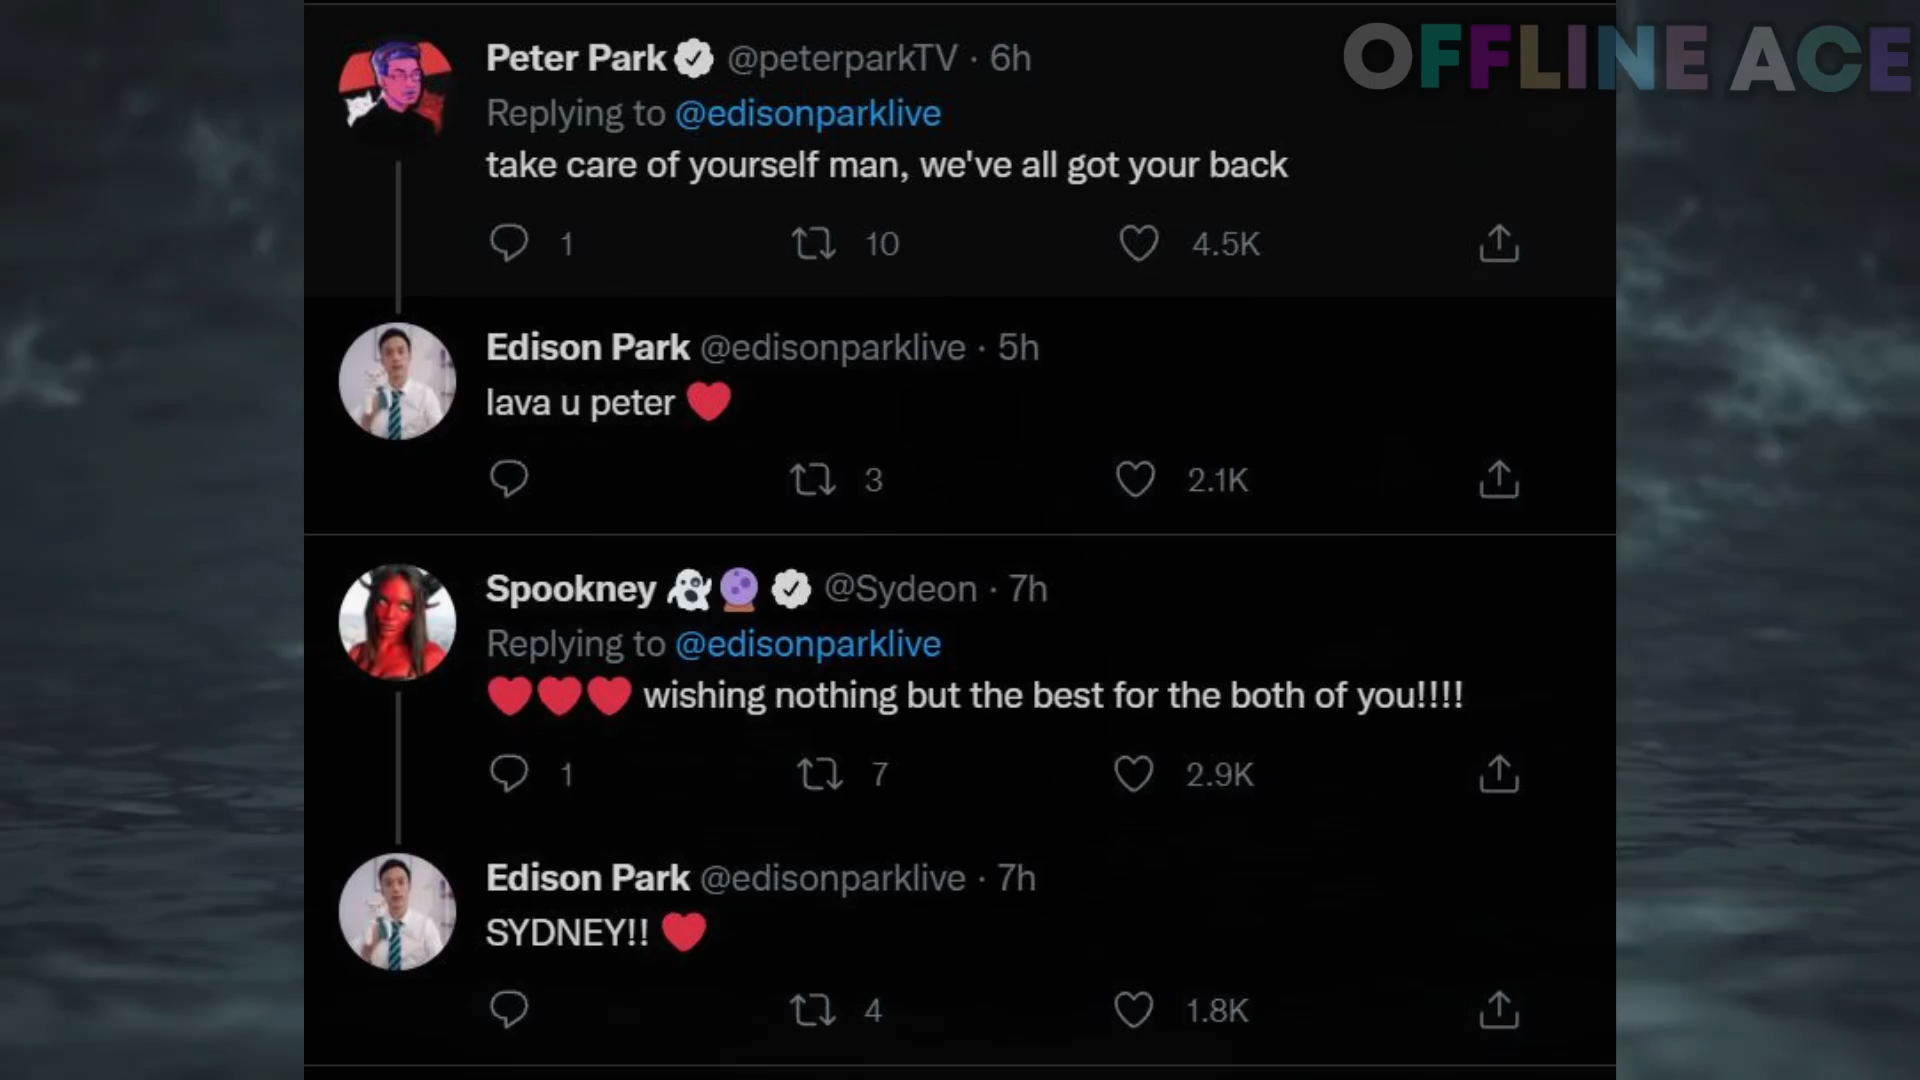 OFFLINE ACE
Peter Park @peterparkTV · 6h
Replying to @edisonparklive
take care of yourself man, we've all got your back
1 10 4.5K
Edison Park @edisonparklive · 5h
lava u peter ❤️
3 2.1K
Spookney 👻🔮 @Sydeon · 7h
Replying to @edisonparklive
❤️❤️❤️ wishing nothing but the best for the both of you!!!!
1 7 2.9K
Edison Park @edisonparklive · 7h
SYDNEY!! ❤️
4 1.8K